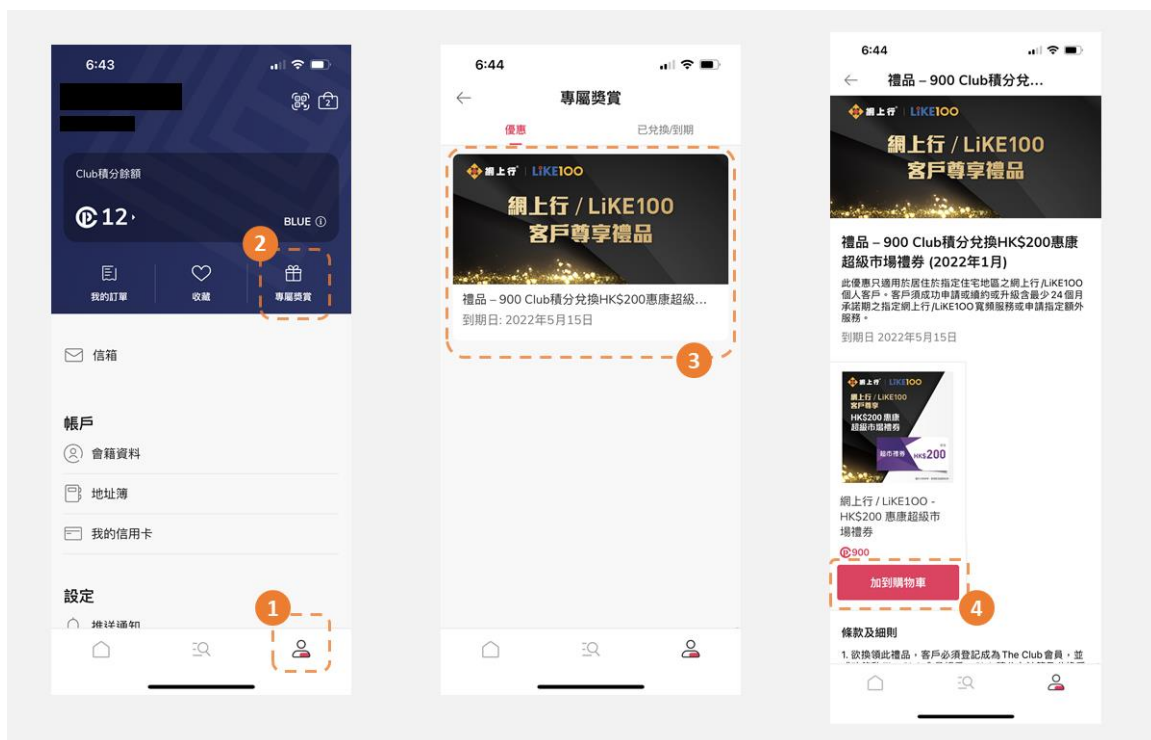 6:43
2
Club積分餘額
12
BLUE
2
我的訂單
收藏
專屬獎賞
信箱
帳戶
會籍資料
地址簿
我的信用卡
設定
1
推送通知
6:44
專屬獎賞
優惠
已兌換/到期
網上行 | LiKE100
網上行 / LiKE100
客戶尊享禮品
禮品 – 900 Club積分兌換HK$200惠康超級...
到期日: 2022年5月15日
3
6:44
禮品 – 900 Club積分兌...
網上行 | LiKE100
網上行 / LiKE100
客戶尊享禮品
禮品 – 900 Club積分兌換HK$200惠康
超級市場禮券 (2022年1月)
此優惠只適用於居住於指定住宅地區之網上行/LiKE100
個人客戶。客戶須成功申請或續約或升級含最少24個月
承諾期之指定網上行/LiKE100寬頻服務或申請指定額外
服務。
到期日 2022年5月15日
網上行 | LiKE100
網上行 / LiKE100
客戶尊享
HK$200 惠康
超級市場禮券
超市禮券 HK$200
網上行 / LiKE100 -
HK$200 惠康超級市
場禮券
900
加到購物車
4
條款及細則
1. 欲換領此禮品，客戶必須登記成為The Club會員，並